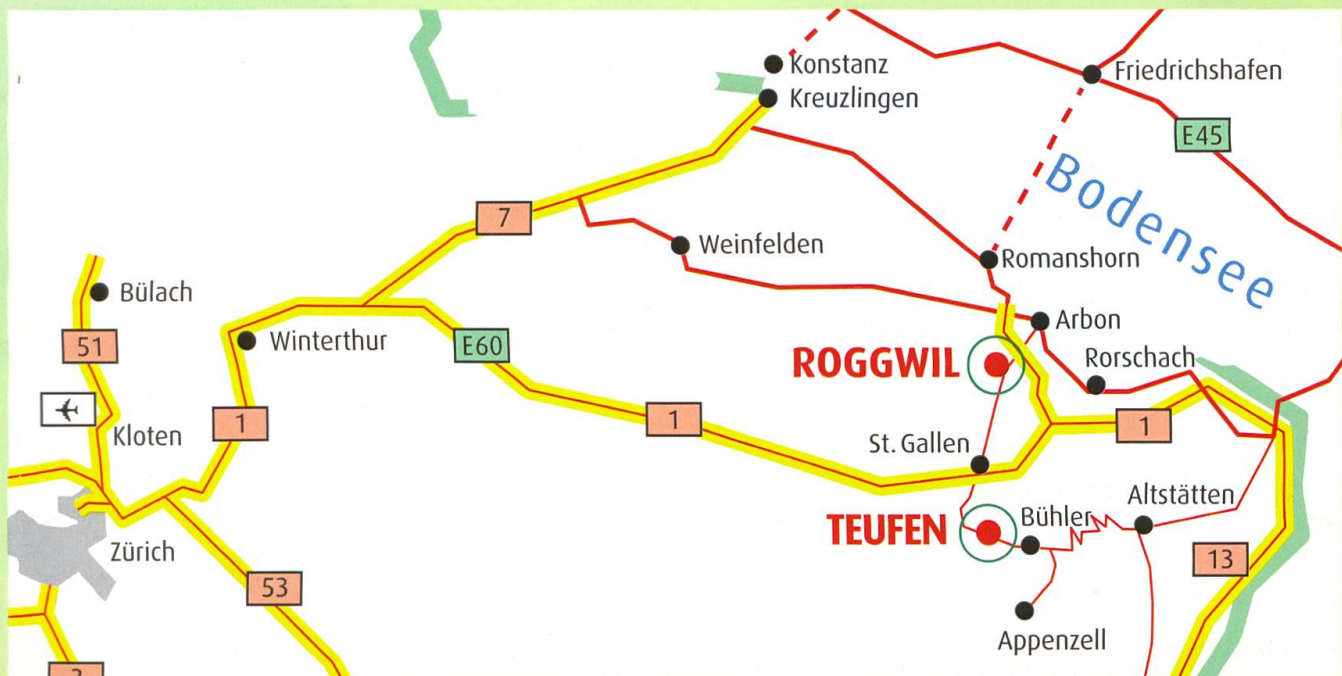 Konstanz
Friedrichshafen
Kreuzlingen
E45
Bodensee
7
Weinfelden
Romanshorn
Bülach
51
Winterthur
E60
Arbon
Rorschach
ROGGWIL
Kloten
1
1
1
St. Gallen
Altstätten
TEUFEN
Bühler
Zürich
13
53
Appenzell